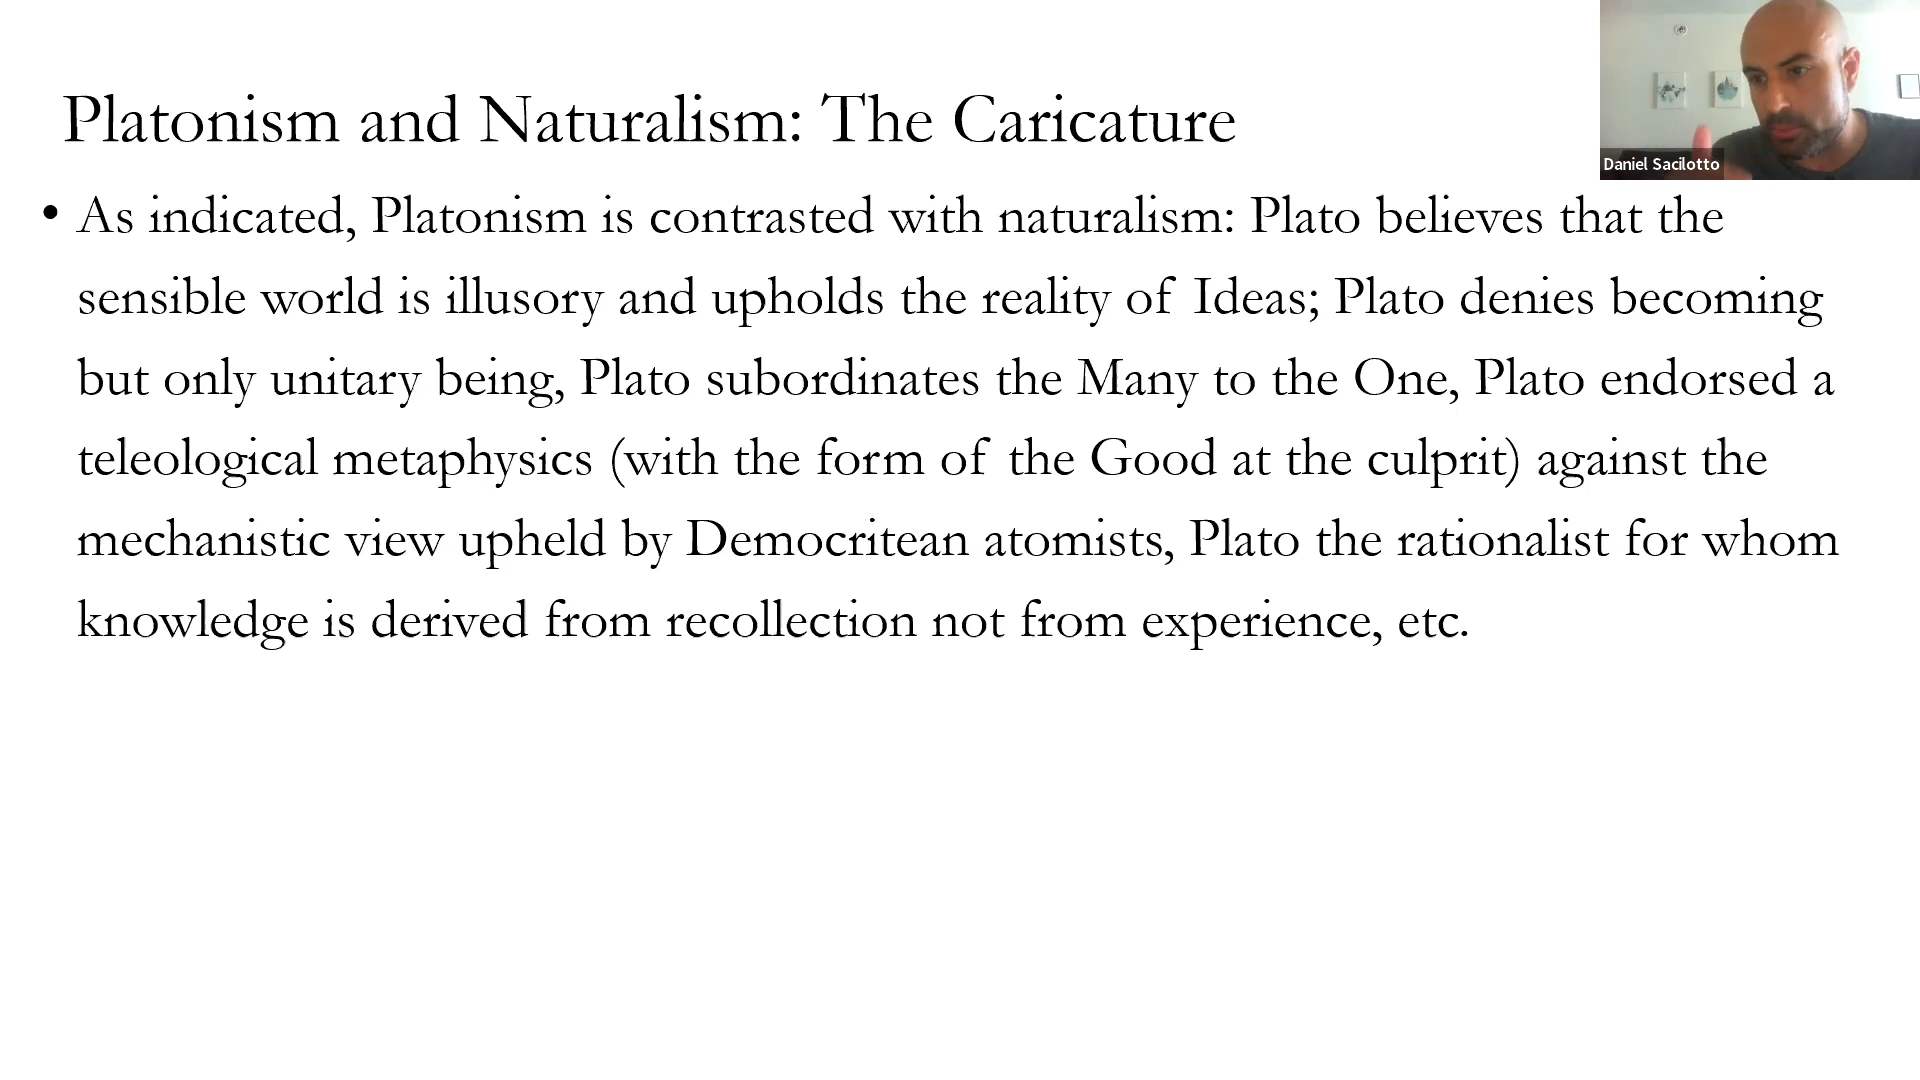 Platonism and Naturalism: The Caricature
Daniel Sacilotto
• As indicated, Platonism is contrasted with naturalism: Plato believes that the
sensible world is illusory and upholds the reality of Ideas; Plato denies becoming
but only unitary being, Plato subordinates the Many to the One, Plato endorsed a
teleological metaphysics (with the form of the Good at the culprit) against the
mechanistic view upheld by Democritean atomists, Plato the rationalist for whom
knowledge is derived from recollection not from experience, etc.